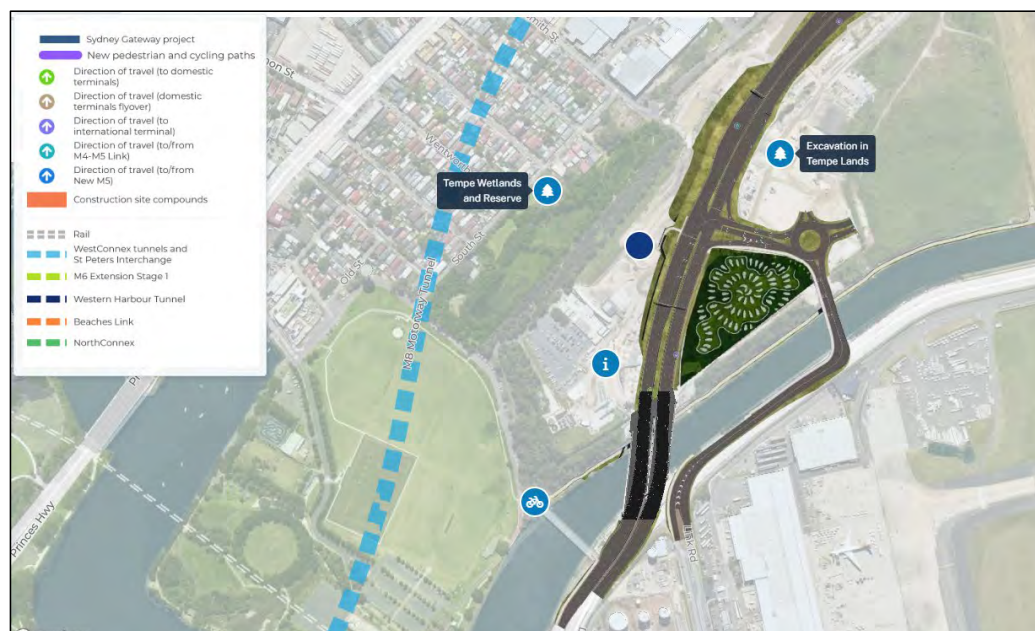 Sydney Gateway project
New pedestrian and cycling paths
Direction of travel (to domestic
terminals)
Direction of travel (domestic
terminals flyover)
Direction of travel (to
international terminal)
Direction of travel (to/from
M4-M5 Link)
Direction of travel (to/from
New M5)
Construction site compounds
Rail
WestConnex tunnels and
St Peters Interchange
M6 Extension Stage 1
Western Harbour Tunnel
Beaches Link
NorthConnex
Excavation in
Tempe Lands
Tempe Wetlands
and Reserve
South St
Old St
M8 Motorway Tunnel
Princes Hwy